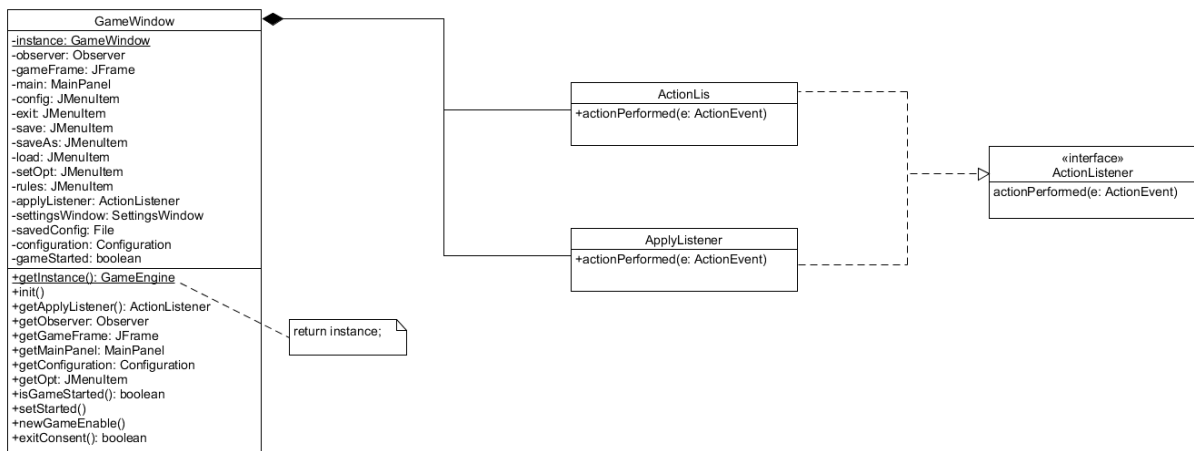 GameWindow
-instance: GameWindow
-observer: Observer
-gameFrame: JFrame
-main: MainPanel
-config: JMenuItem
-exit: JMenuItem
-save: JMenuItem
-saveAs: JMenuItem
-load: JMenuItem
-setOpt: JMenuItem
-rules: JMenuItem
-applyListener: ActionListener
-settingsWindow: SettingsWindow
-savedConfig: File
-configuration: Configuration
-gameStarted: boolean
+getInstance(): GameEngine
+init()
+getApplyListener(): ActionListener
+getObserver: Observer
+getGameFrame: JFrame
+getMainPanel: MainPanel
+getConfiguration: Configuration
+getOpt: JMenuItem
+isGameStarted(): boolean
+setStarted()
+newGameEnable()
+exitConsent(): boolean
return instance;
ActionLis
+actionPerformed(e: ActionEvent)
ApplyListener
+actionPerformed(e: ActionEvent)
«interface»
ActionListener
actionPerformed(e: ActionEvent)